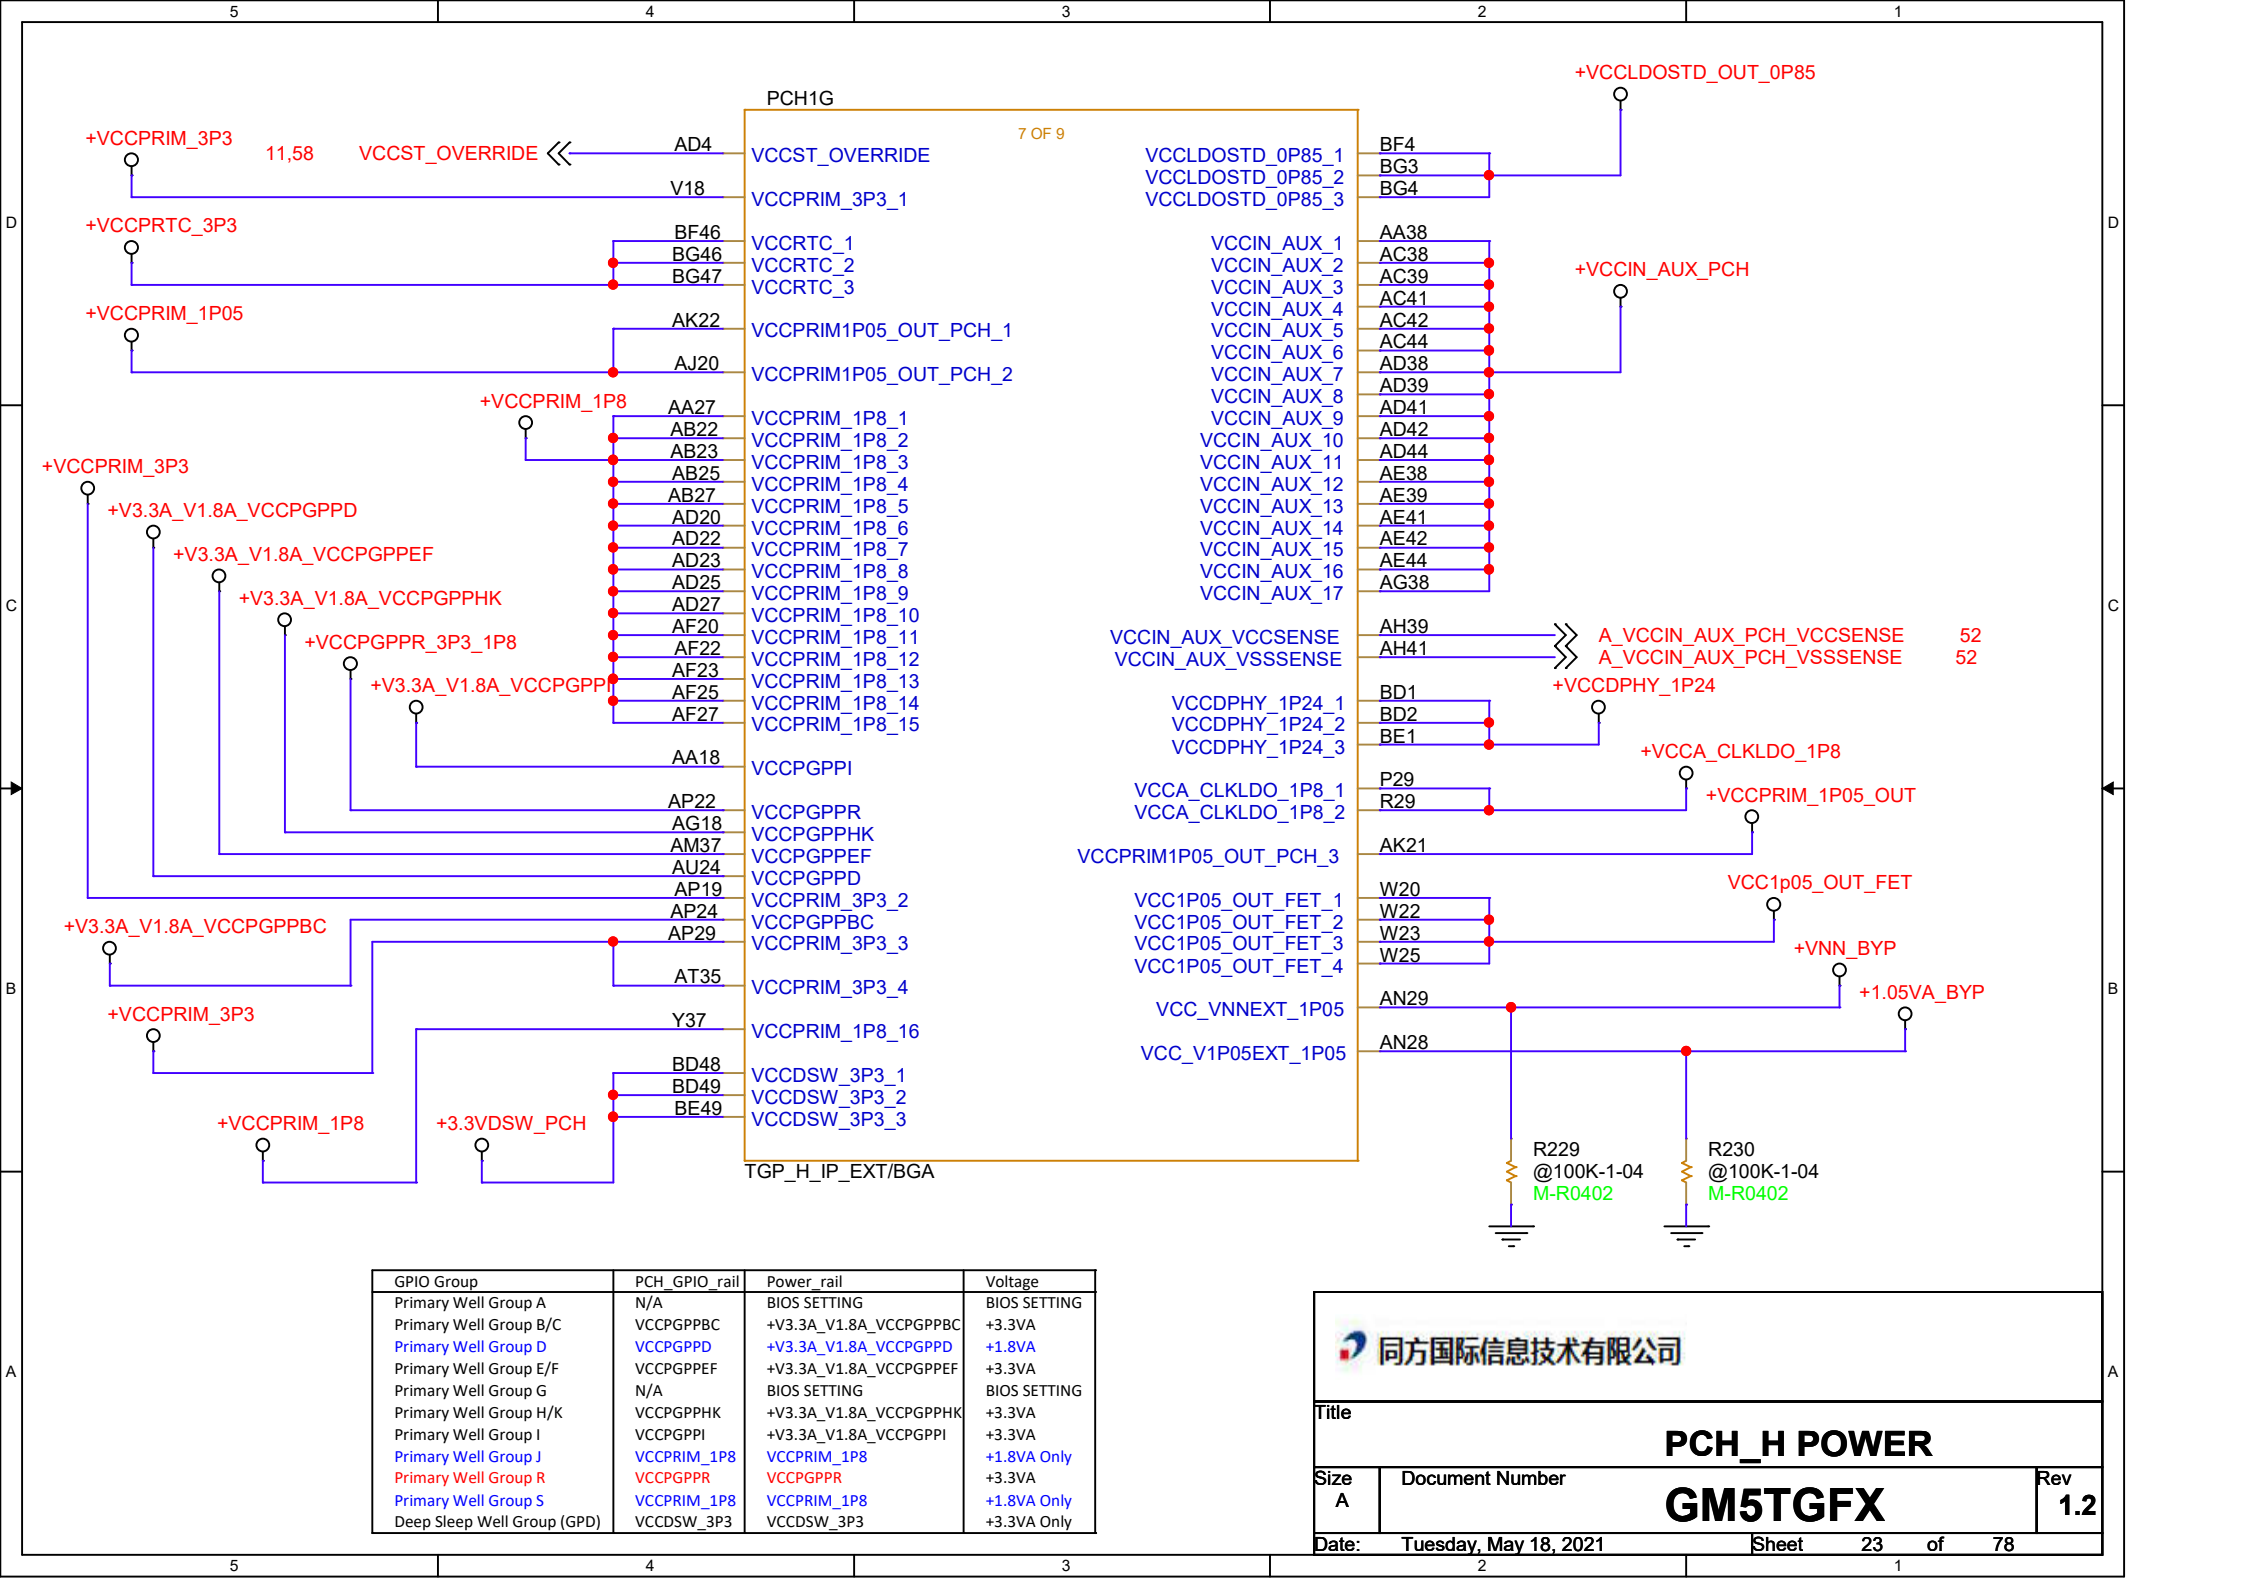 5 4 3 2 1
D
C
B
A
D
C
B
A
PCH1G
7 OF 9
+VCCPRIM_3P3
11,58 VCCST_OVERRIDE
+VCCPRTC_3P3
+VCCPRIM_1P05
+VCCPRIM_1P8
+VCCPRIM_3P3
+V3.3A_V1.8A_VCCPGPPD
+V3.3A_V1.8A_VCCPGPPEF
+V3.3A_V1.8A_VCCPGPPHK
+VCCPGPPR_3P3_1P8
+V3.3A_V1.8A_VCCPGPPI
+V3.3A_V1.8A_VCCPGPPBC
+VCCPRIM_3P3
+VCCPRIM_1P8
+3.3VDSW_PCH
AD4 VCCST_OVERRIDE
V18 VCCPRIM_3P3_1
BF46 VCCRTC_1
BG46 VCCRTC_2
BG47 VCCRTC_3
AK22 VCCPRIM1P05_OUT_PCH_1
AJ20 VCCPRIM1P05_OUT_PCH_2
AA27 VCCPRIM_1P8_1
AB22 VCCPRIM_1P8_2
AB23 VCCPRIM_1P8_3
AB25 VCCPRIM_1P8_4
AB27 VCCPRIM_1P8_5
AD20 VCCPRIM_1P8_6
AD22 VCCPRIM_1P8_7
AD23 VCCPRIM_1P8_8
AD25 VCCPRIM_1P8_9
AD27 VCCPRIM_1P8_10
AF20 VCCPRIM_1P8_11
AF22 VCCPRIM_1P8_12
AF23 VCCPRIM_1P8_13
AF25 VCCPRIM_1P8_14
AF27 VCCPRIM_1P8_15
AA18 VCCPGPPI
AP22 VCCPGPPR
AG18 VCCPGPPHK
AM37 VCCPGPPEF
AU24 VCCPGPPD
AP19 VCCPRIM_3P3_2
AP24 VCCPGPPBC
AP29 VCCPRIM_3P3_3
AT35 VCCPRIM_3P3_4
Y37 VCCPRIM_1P8_16
BD48 VCCDSW_3P3_1
BD49 VCCDSW_3P3_2
BE49 VCCDSW_3P3_3
TGP_H_IP_EXT/BGA
VCCLDOSTD_0P85_1 BF4
VCCLDOSTD_0P85_2 BG3
VCCLDOSTD_0P85_3 BG4
VCCIN_AUX_1 AA38
VCCIN_AUX_2 AC38
VCCIN_AUX_3 AC39
VCCIN_AUX_4 AC41
VCCIN_AUX_5 AC42
VCCIN_AUX_6 AC44
VCCIN_AUX_7 AD38
VCCIN_AUX_8 AD39
VCCIN_AUX_9 AD41
VCCIN_AUX_10 AD42
VCCIN_AUX_11 AD44
VCCIN_AUX_12 AE38
VCCIN_AUX_13 AE39
VCCIN_AUX_14 AE41
VCCIN_AUX_15 AE42
VCCIN_AUX_16 AE44
VCCIN_AUX_17 AG38
VCCIN_AUX_VCCSENSE AH39
VCCIN_AUX_VSSSENSE AH41
VCCDPHY_1P24_1 BD1
VCCDPHY_1P24_2 BD2
VCCDPHY_1P24_3 BE1
VCCA_CLKLDO_1P8_1 P29
VCCA_CLKLDO_1P8_2 R29
VCCPRIM1P05_OUT_PCH_3 AK21
VCC1P05_OUT_FET_1 W20
VCC1P05_OUT_FET_2 W22
VCC1P05_OUT_FET_3 W23
VCC1P05_OUT_FET_4 W25
VCC_VNNEXT_1P05 AN29
VCC_V1P05EXT_1P05 AN28
+VCCLDOSTD_OUT_0P85
+VCCIN_AUX_PCH
A_VCCIN_AUX_PCH_VCCSENSE 52
A_VCCIN_AUX_PCH_VSSSENSE 52
+VCCDPHY_1P24
+VCCA_CLKLDO_1P8
+VCCPRIM_1P05_OUT
VCC1p05_OUT_FET
+VNN_BYP
+1.05VA_BYP
R229
@100K-1-04
M-R0402
R230
@100K-1-04
M-R0402
GPIO Group PCH_GPIO_rail Power_rail Voltage
Primary Well Group A N/A BIOS SETTING BIOS SETTING
Primary Well Group B/C VCCPGPPBC +V3.3A_V1.8A_VCCPGPPBC +3.3VA
Primary Well Group D VCCPGPPD +V3.3A_V1.8A_VCCPGPPD +1.8VA
Primary Well Group E/F VCCPGPPEF +V3.3A_V1.8A_VCCPGPPEF +3.3VA
Primary Well Group G N/A BIOS SETTING BIOS SETTING
Primary Well Group H/K VCCPGPPHK +V3.3A_V1.8A_VCCPGPPHK +3.3VA
Primary Well Group I VCCPGPPI +V3.3A_V1.8A_VCCPGPPI +3.3VA
Primary Well Group J VCCPRIM_1P8 VCCPRIM_1P8 +1.8VA Only
Primary Well Group R VCCPGPPR VCCPGPPR +3.3VA
Primary Well Group S VCCPRIM_1P8 VCCPRIM_1P8 +1.8VA Only
Deep Sleep Well Group (GPD) VCCDSW_3P3 VCCDSW_3P3 +3.3VA Only
同方国际信息技术有限公司
Title
PCH_H POWER
Size Document Number Rev
A GM5TGFX 1.2
Date: Tuesday, May 18, 2021 Sheet 23 of 78
5 4 3 2 1